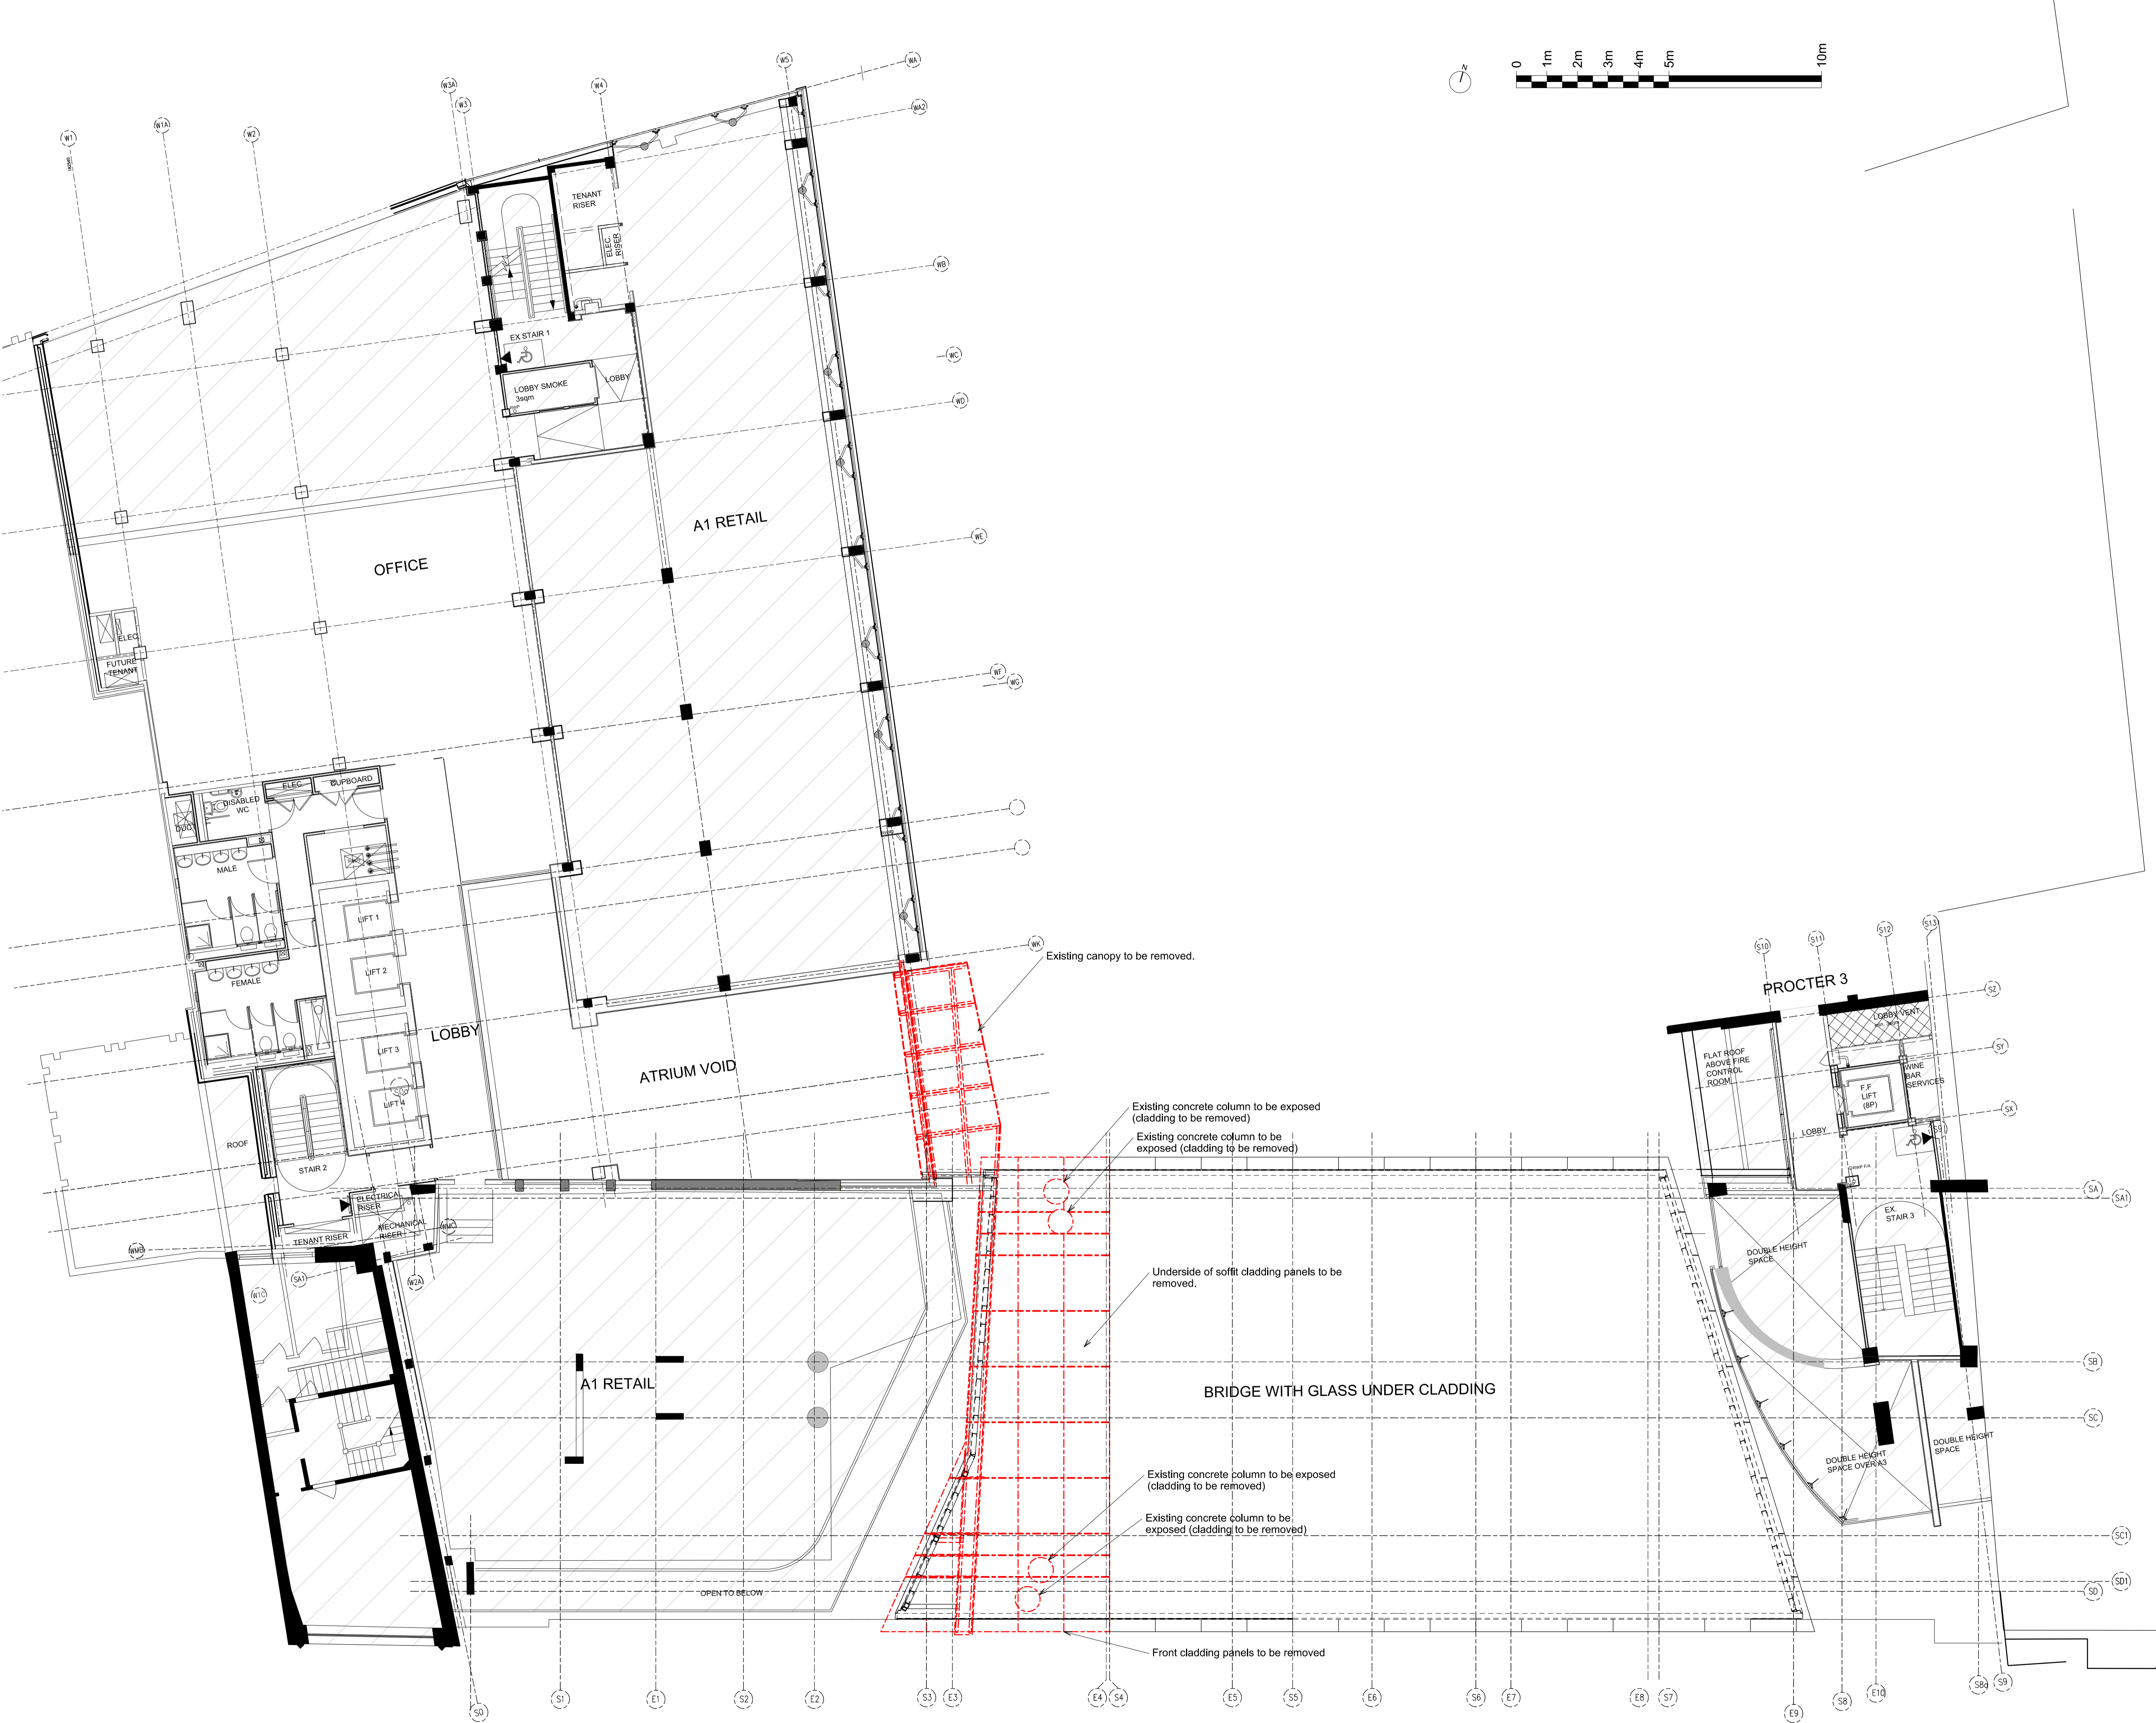 N
0
1m
2m
3m
4m
5m
10m
W5
WA
W3A
W3
W4
WA2
W1
W1A
W2
TENANT
RISER
ELEC.
RISER
WB
EX STAIR 1
WC
LOBBY SMOKE
3sqm
LOBBY
WD
A1 RETAIL
WE
OFFICE
ELEC
FUTURE
TENANT
WF
WG
ELEC
CUPBOARD
DISABLED
WC
DUCT
MALE
LIFT 1
LIFT 2
FEMALE
LOBBY
LIFT 3
LIFT 4
ATRIUM VOID
WK
Existing canopy to be removed.
S10
S11
S12
S13
PROCTER 3
SZ
LOBBY VENT
FLAT ROOF
ABOVE FIRE
CONTROL
ROOM
SY
WINE
BAR
SERVICES
F.F
LIFT
(8P)
SX
LOBBY
S9
Existing concrete column to be exposed
(cladding to be removed)
Existing concrete column to be
exposed (cladding to be removed)
ROOF
STAIR 2
ELECTRICAL
RISER
MECHANICAL
RISER
TENANT RISER
WMB
WMC
SA1
W2A
W1C
SA
SA1
EX.
STAIR 3
DOUBLE HEIGHT
SPACE
Underside of soffit cladding panels to be
removed.
SB
A1 RETAIL
BRIDGE WITH GLASS UNDER CLADDING
SC
DOUBLE HEIGHT
SPACE
DOUBLE HEIGHT
SPACE OVER A3
Existing concrete column to be exposed
(cladding to be removed)
Existing concrete column to be
exposed (cladding to be removed)
SC1
SD1
SD
OPEN TO BELOW
Front cladding panels to be removed
S0
S1
E1
S2
E2
S3
E3
E4
S4
E5
S5
E6
S6
E7
E8
S7
E9
S8
E10
S8a
S9